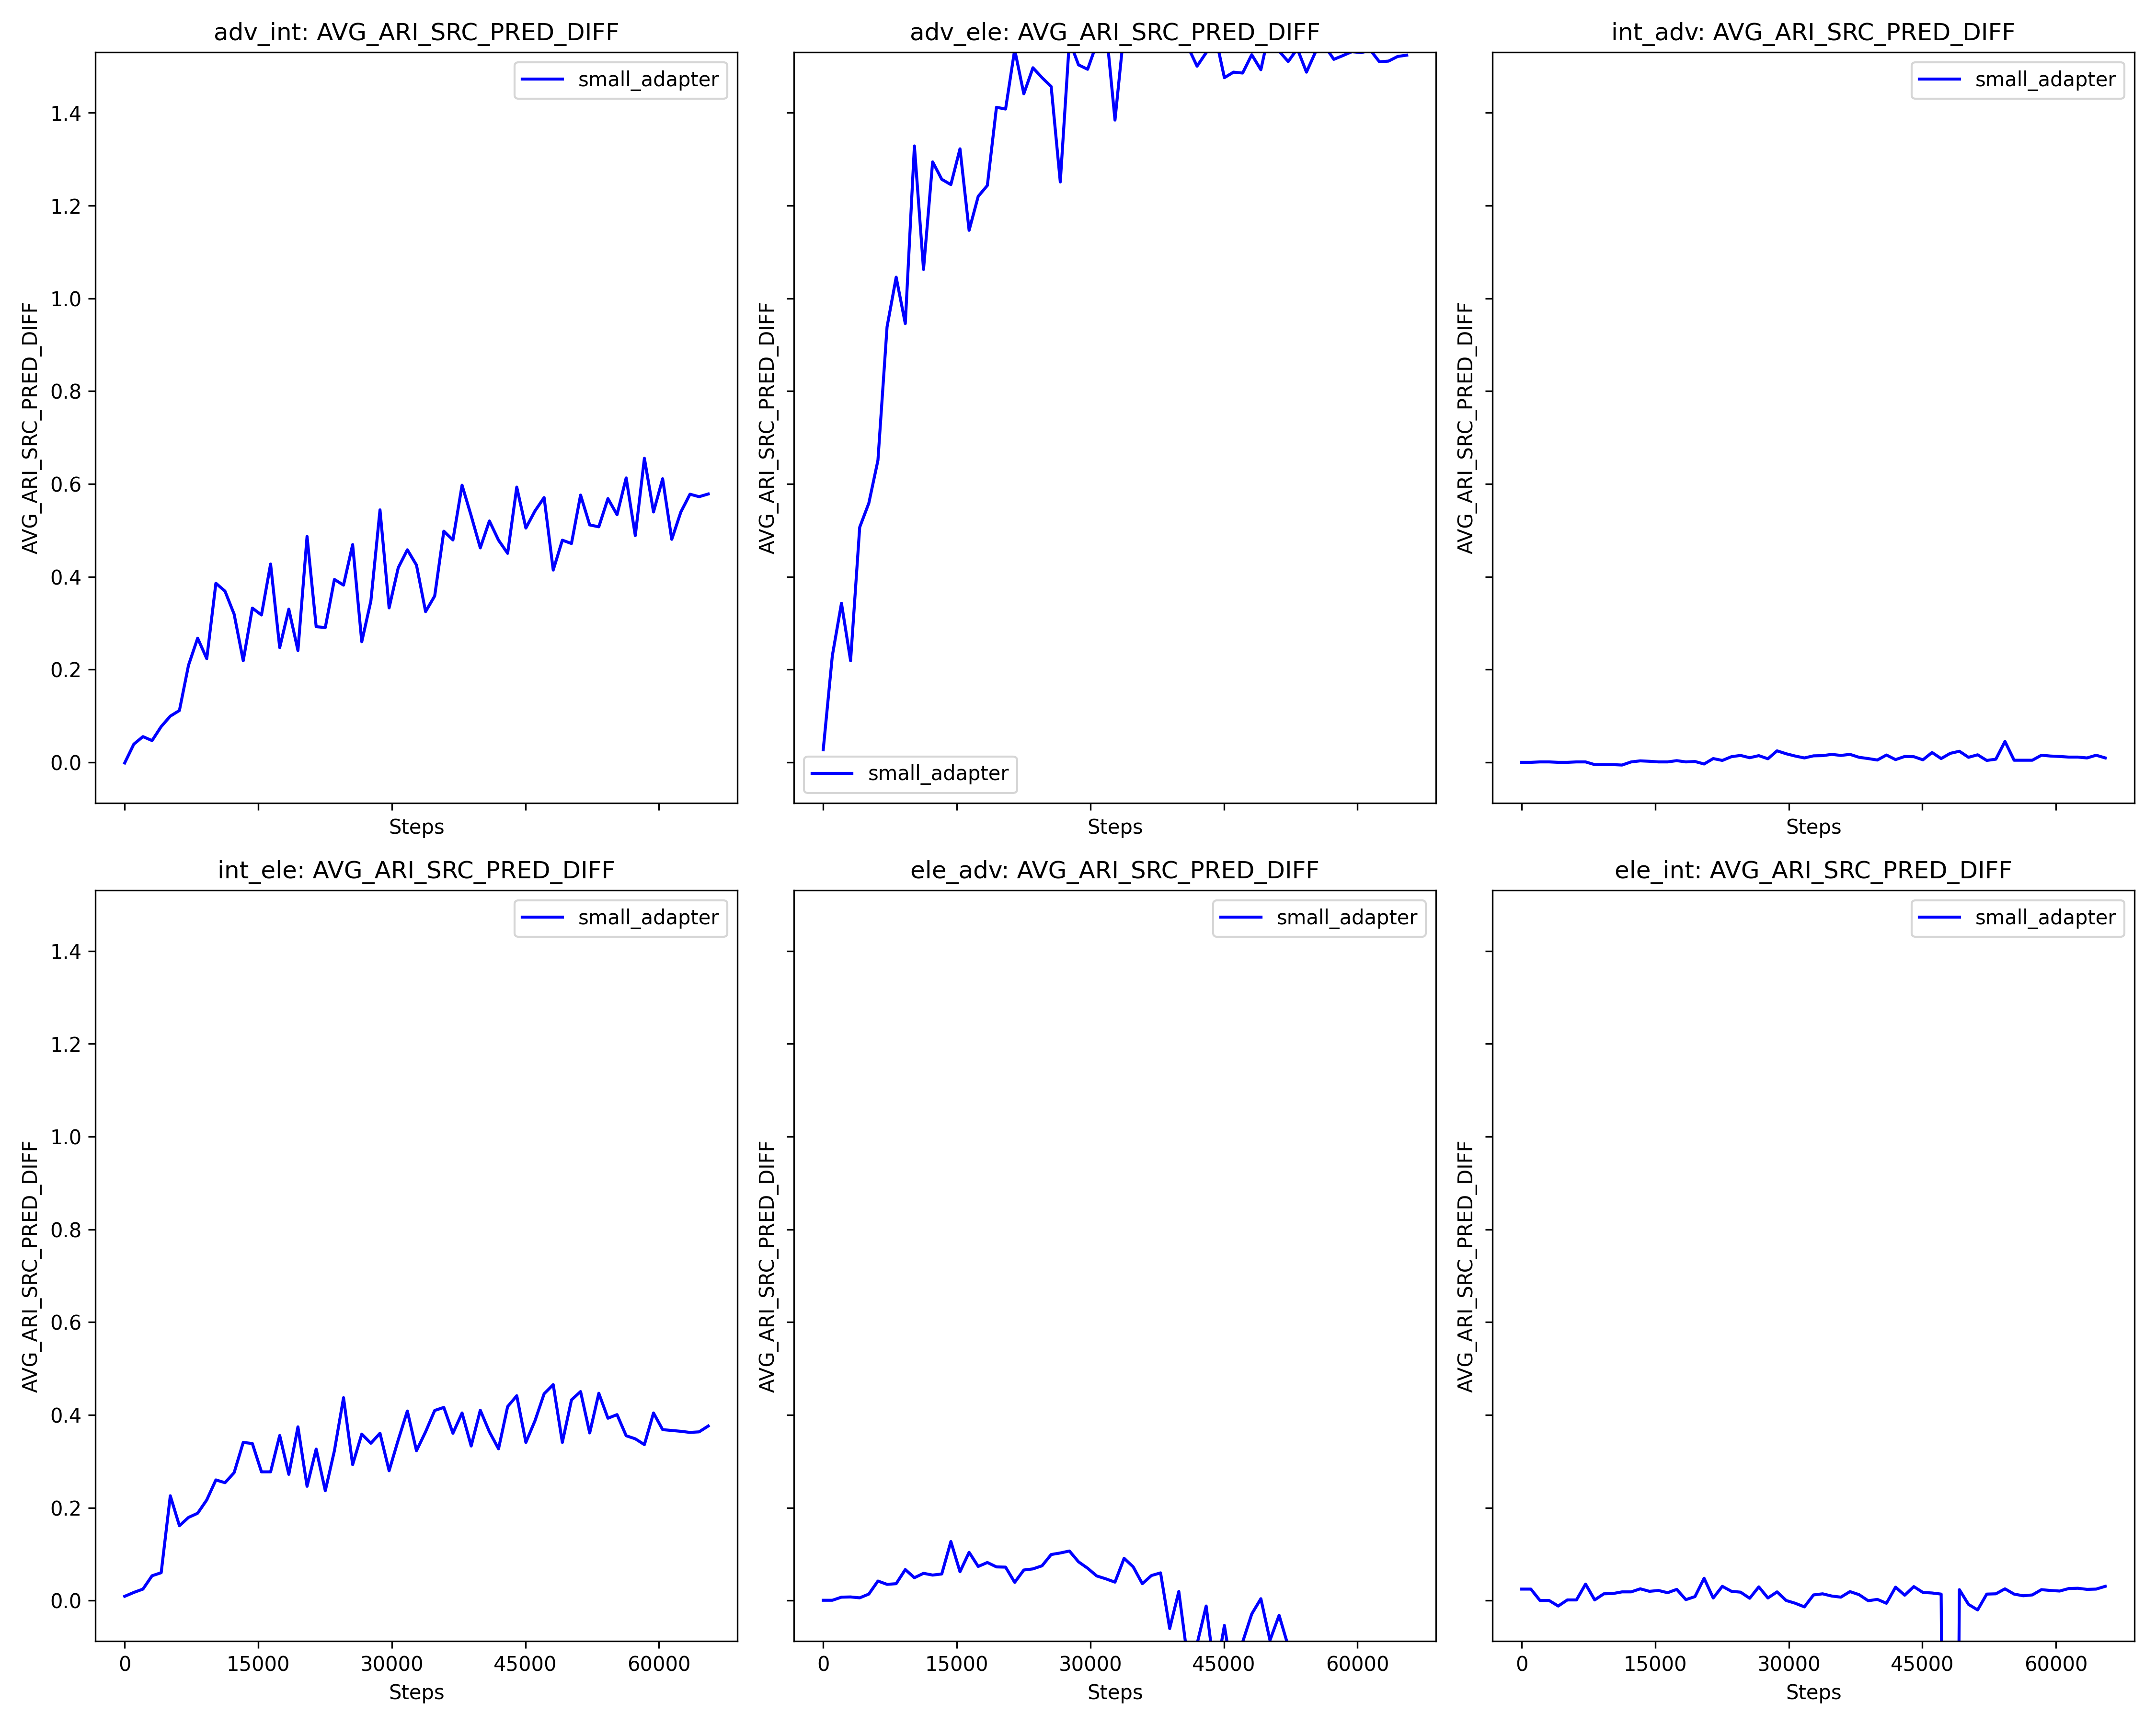 adv_int: AVG_ARI_SRC_PRED_DIFF
adv_ele: AVG_ARI_SRC_PRED_DIFF
int_adv: AVG_ARI_SRC_PRED_DIFF
small_adapter
small_adapter
small_adapter
AVG_ARI_SRC_PRED_DIFF
AVG_ARI_SRC_PRED_DIFF
AVG_ARI_SRC_PRED_DIFF
1.4
1.2
1.0
0.8
0.6
0.4
0.2
0.0
Steps
Steps
Steps
int_ele: AVG_ARI_SRC_PRED_DIFF
ele_adv: AVG_ARI_SRC_PRED_DIFF
ele_int: AVG_ARI_SRC_PRED_DIFF
small_adapter
small_adapter
small_adapter
AVG_ARI_SRC_PRED_DIFF
AVG_ARI_SRC_PRED_DIFF
AVG_ARI_SRC_PRED_DIFF
1.4
1.2
1.0
0.8
0.6
0.4
0.2
0.0
0 15000 30000 45000 60000
0 15000 30000 45000 60000
0 15000 30000 45000 60000
Steps
Steps
Steps